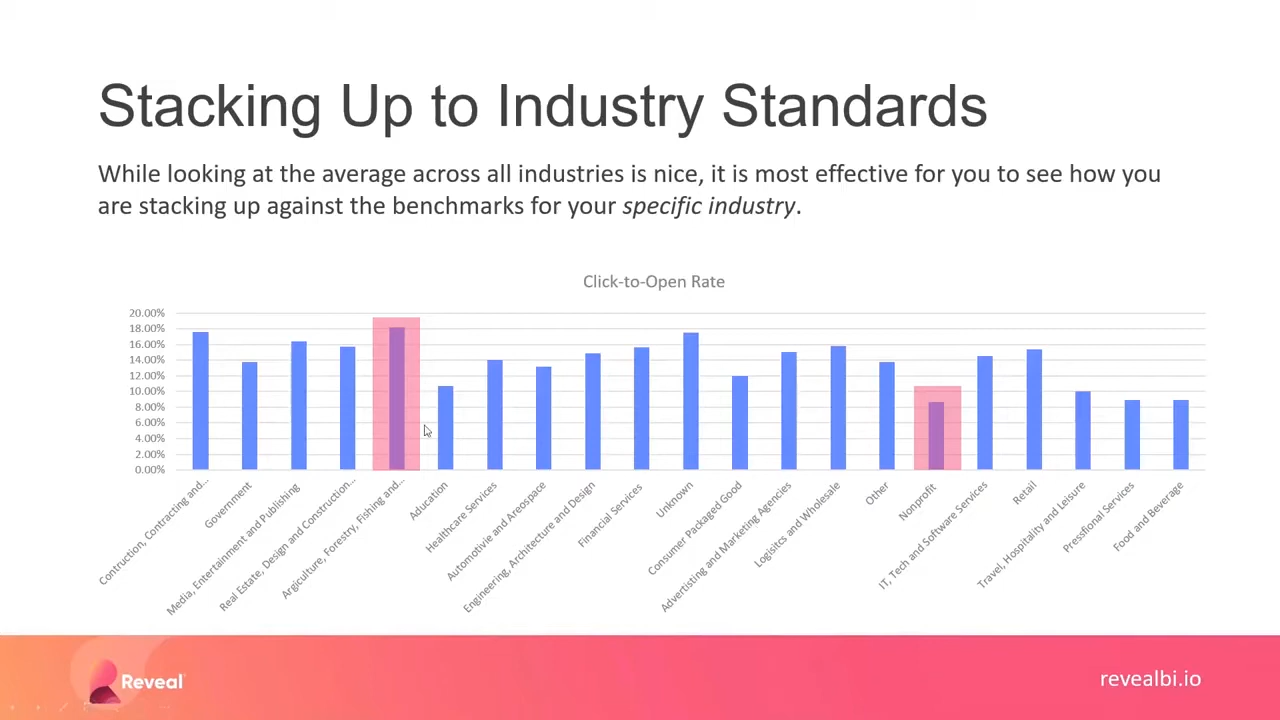 Stacking Up to Industry Standards
While looking at the average across all industries is nice, it is most effective for you to see how you
are stacking up against the benchmarks for your specific industry.
Click-to-Open Rate
20.00%
18.00%
16.00%
14.00%
12.00%
10.00%
8.00%
6.00%
4.00%
2.00%
0.00%
Contruction, Contracting and...
Government
Media, Entertainment and Publishing
Real Estate, Design and Construction...
Argiculture, Forestry, Fishing and...
Aducation
Healthcare Services
Automotivie and Areospace
Engineering, Architecture and Design
Financial Services
Unknown
Consumer Packaged Good
Advertisting and Marketing Agencies
Logisitcs and Wholesale
Other
Nonprofit
IT, Tech and Software Services
Retail
Travel, Hospitality and Leisure
Pressfional Services
Food and Beverage
Reveal
revealbi.io